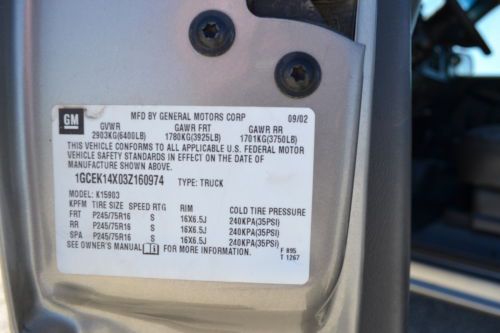 GM
MFD BY GENERAL MOTORS CORP 09/02
GVWR GAWR FRT GAWR RR
2903KG(6400LB) 1780KG(3925LB) 1701KG(3750LB)
THIS VEHICLE CONFORMS TO ALL APPLICABLE U.S. FEDERAL MOTOR
VEHICLE SAFETY STANDARDS IN EFFECT ON THE DATE OF
MANUFACTURE SHOWN ABOVE.
1GCEK14X03Z160974 TYPE: TRUCK
MODEL: K15903
KPFM TIRE SIZE SPEED RTG RIM COLD TIRE PRESSURE
FRT P245/75R16 S 16X6.5J 240KPA(35PSI)
RR P245/75R16 S 16X6.5J 240KPA(35PSI)
SPA P245/75R16 S 16X6.5J 240KPA(35PSI)
SEE OWNER'S MANUAL FOR MORE INFORMATION.
F 895
T 1267